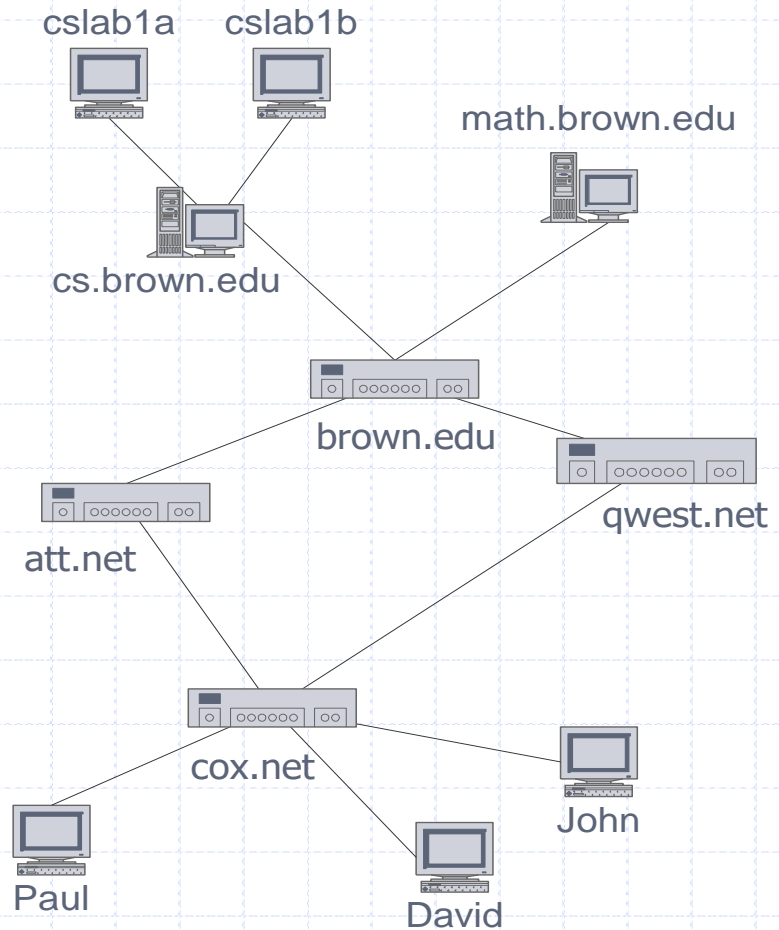 cslab1a cslab1b
math.brown.edu
cs.brown.edu
brown.edu
qwest.net
att.net
cox.net
John
Paul
David